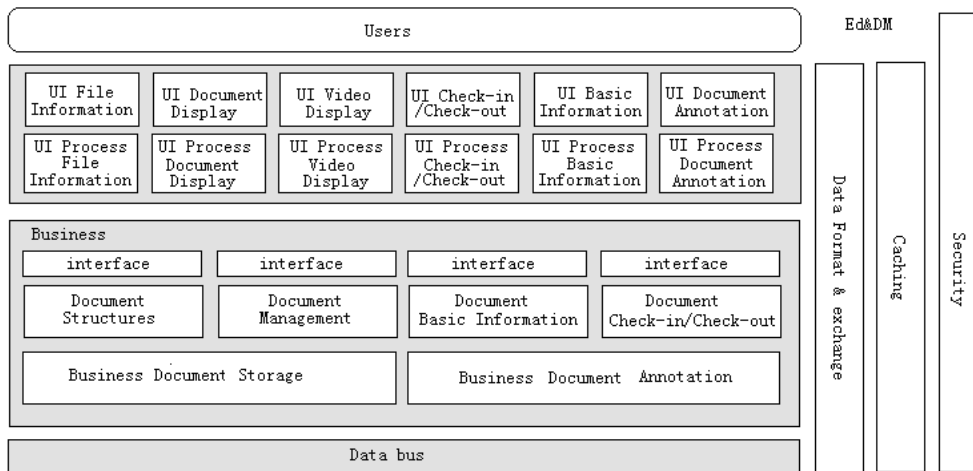 Users
Ed&DM
UI File
Information
UI Document
Display
UI Video
Display
UI Check-in
/Check-out
UI Basic
Information
UI Document
Annotation
UI Process
File
Information
UI Process
Document
Display
UI Process
Video
Display
UI Process
Check-in
/Check-out
UI Process
Basic
Information
UI Process
Document
Annotation
Business
interface
interface
interface
interface
Document
Structures
Document
Management
Document
Basic Information
Document
Check-in/Check-out
Business Document Storage
Business Document Annotation
Data bus
Data Format & exchange
Caching
Security